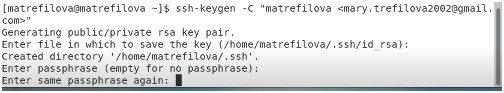 [matrefilova@matrefilova ~]$ ssh-keygen -C "matrefilova <mary.trefilova2002@gmail.
com>"
Generating public/private rsa key pair.
Enter file in which to save the key (/home/matrefilova/.ssh/id_rsa):
Created directory '/home/matrefilova/.ssh'.
Enter passphrase (empty for no passphrase):
Enter same passphrase again: